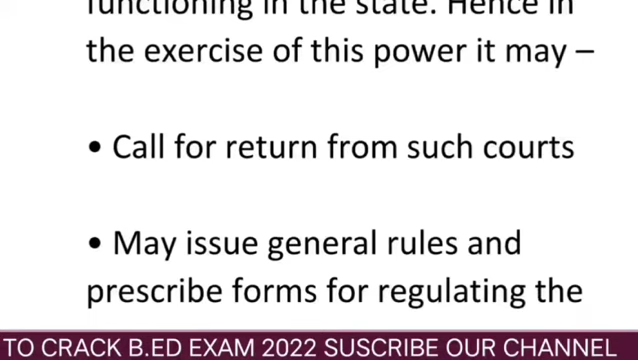 functioning in the state. Hence in
the exercise of this power it may –
• Call for return from such courts
• May issue general rules and
prescribe forms for regulating the
TO CRACK B.ED EXAM 2022 SUSCRIBE OUR CHANNEL